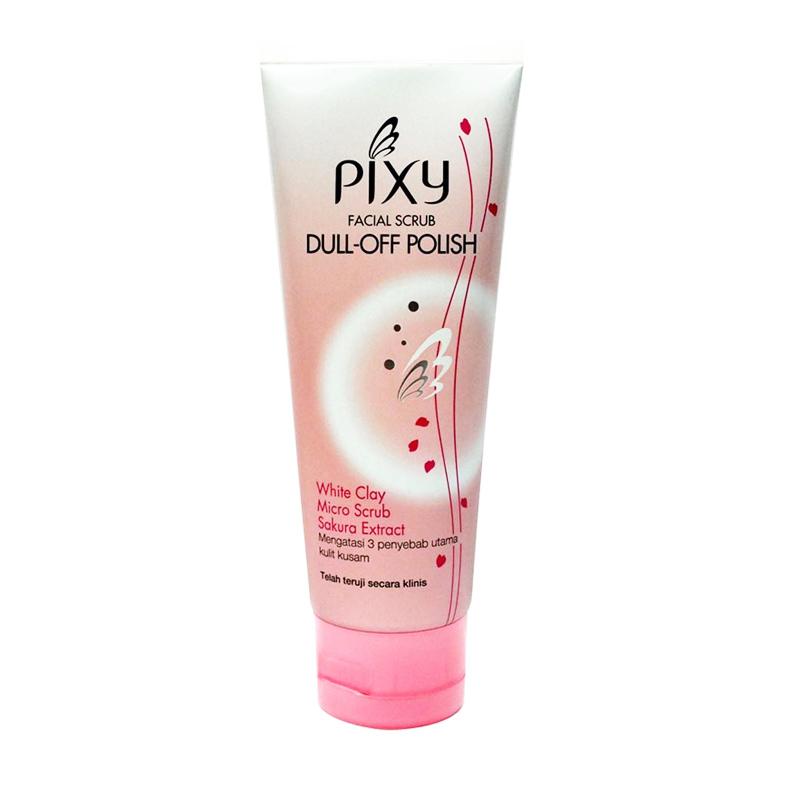 PIXY
FACIAL SCRUB
DULL-OFF POLISH
White Clay
Micro Scrub
Sakura Extract
Mengatasi 3 penyebab utama
kulit kusam
Telah teruji secara klinis